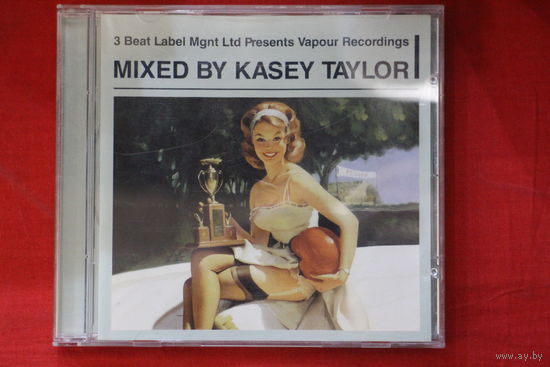 3 Beat Label Mgnt Ltd Presents Vapour Recordings
MIXED BY KASEY TAYLOR
www.ay.by